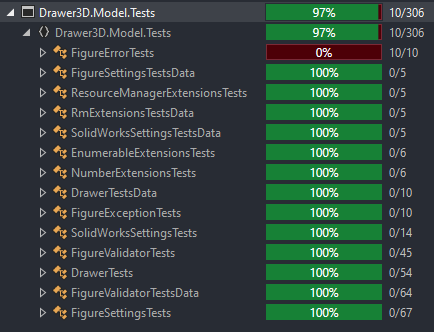 Drawer3D.Model.Tests 97% 10/306
Drawer3D.Model.Tests 97% 10/306
FigureErrorTests 0% 10/10
FigureSettingsTestsData 100% 0/5
ResourceManagerExtensionsTests 100% 0/5
RmExtensionsTestsData 100% 0/5
SolidWorksSettingsTestsData 100% 0/5
EnumerableExtensionsTests 100% 0/6
NumberExtensionsTests 100% 0/6
DrawerTestsData 100% 0/10
FigureExceptionTests 100% 0/10
SolidWorksSettingsTests 100% 0/14
FigureValidatorTests 100% 0/45
DrawerTests 100% 0/54
FigureValidatorTestsData 100% 0/64
FigureSettingsTests 100% 0/67